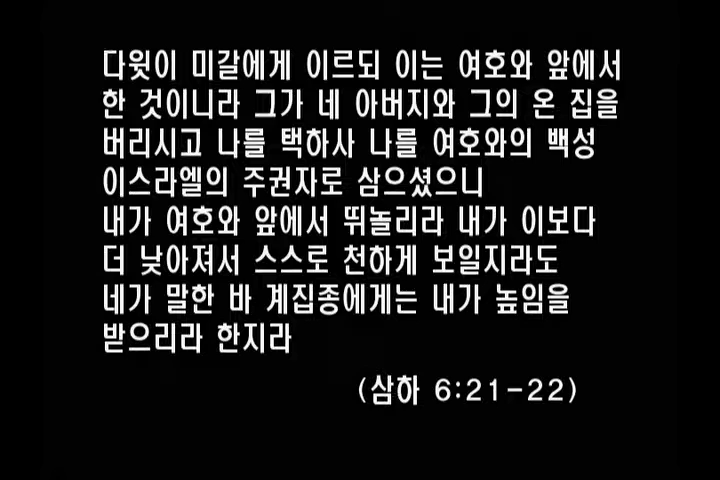 다윗이 미갈에게 이르되 이는 여호와 앞에서
한 것이니라 그가 네 아버지와 그의 온 집을
버리시고 나를 택하사 나를 여호와의 백성
이스라엘의 주권자로 삼으셨으니
내가 여호와 앞에서 뛰놀리라 내가 이보다
더 낮아져서 스스로 천하게 보일지라도
네가 말한 바 계집종에게는 내가 높임을
받으리라 한지라
(삼하 6:21-22)